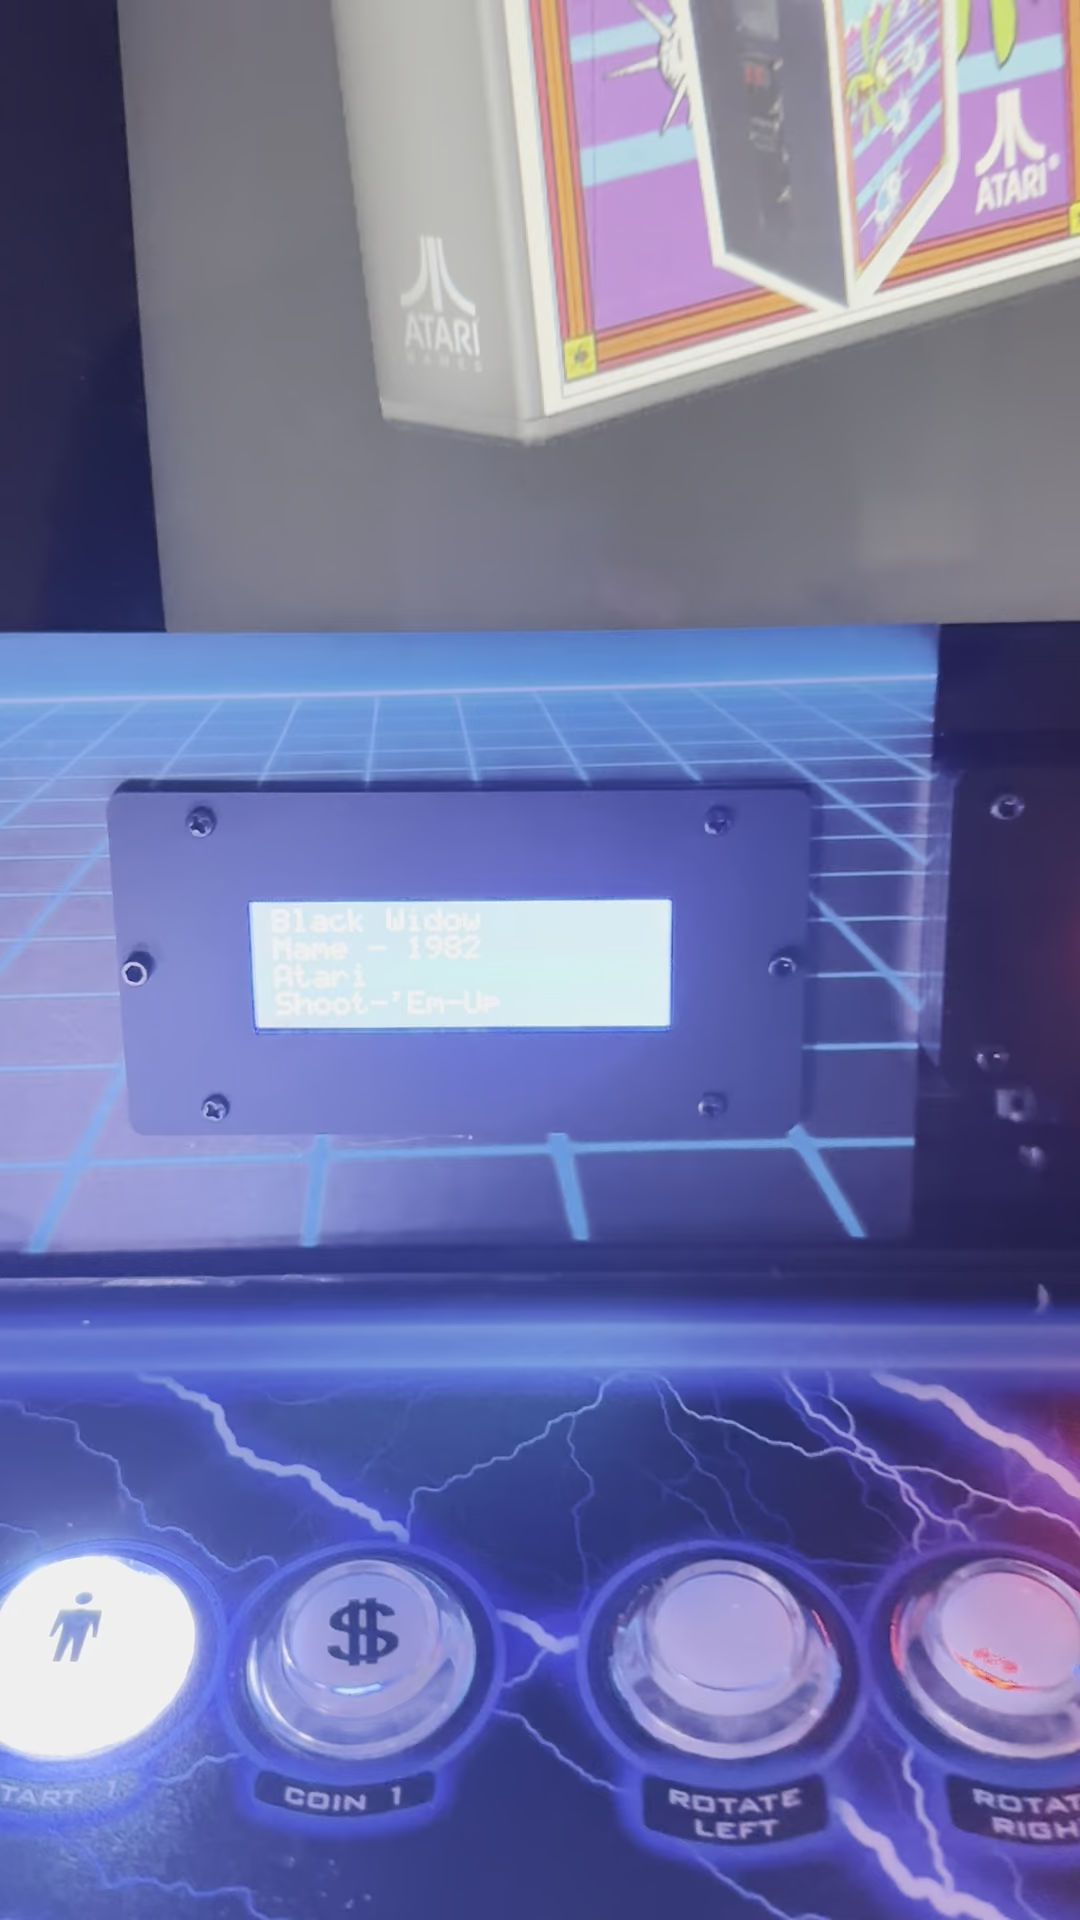 ATARI®
ATARI
GAMES
Black Widow
Mame - 1982
Atari
Shoot-'Em-Up
$
TART 1
COIN 1
ROTATE
LEFT
ROTAT
RIGH